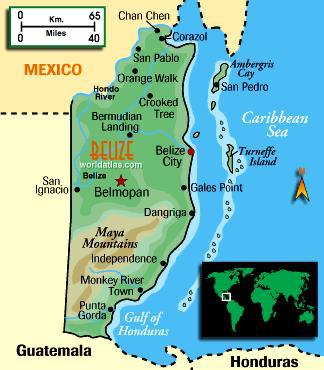 0 65
Km.
Miles
0 40
Chan Chen
Corazol
San Pablo
MEXICO
Orange Walk
Hondo
River
Crooked
Tree
Bermudian
Landing
Ambergris
Cay
San Pedro
Caribbean
Sea
BELIZE
worldatlas.com
Belize
City
Turneffe
Island
Belize
San
Ignacio
Belmopan
Gales Point
Dangriga
Maya
Mountains
Independence
Monkey River
Town
Punta
Gorda
Gulf of
Honduras
Guatemala
Honduras